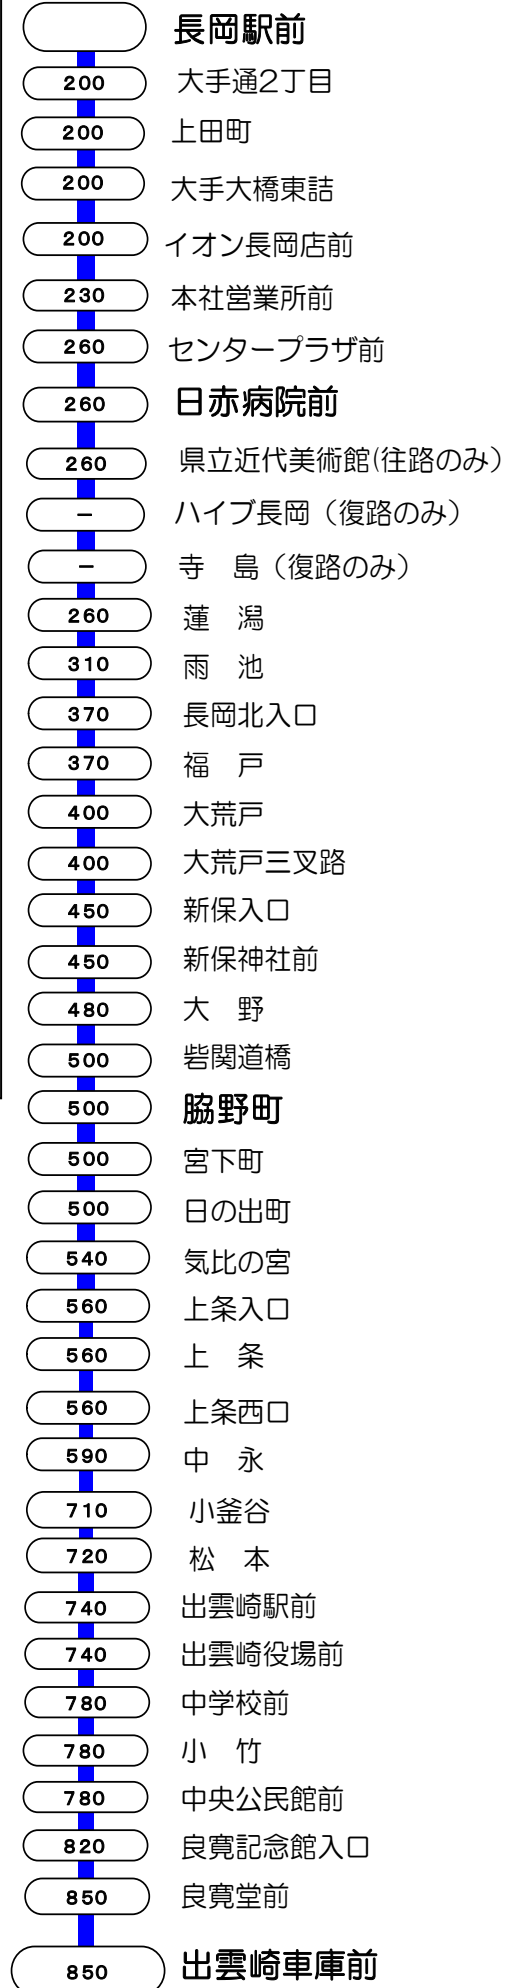 長岡駅前
200 大手通2丁目
200 上田町
200 大手大橋東詰
200 イオン長岡店前
230 本社営業所前
260 センタープラザ前
260 日赤病院前
260 県立近代美術館(往路のみ)
− ハイブ長岡（復路のみ）
− 寺　島（復路のみ）
260 蓮　潟
310 雨　池
370 長岡北入口
370 福　戸
400 大荒戸
400 大荒戸三叉路
450 新保入口
450 新保神社前
480 大　野
500 砦関道橋
500 脇野町
500 宮下町
500 日の出町
540 気比の宮
560 上条入口
560 上　条
560 上条西口
590 中　永
710 小釜谷
720 松　本
740 出雲崎駅前
740 出雲崎役場前
780 中学校前
780 小　竹
780 中央公民館前
820 良寛記念館入口
850 良寛堂前
850 出雲崎車庫前